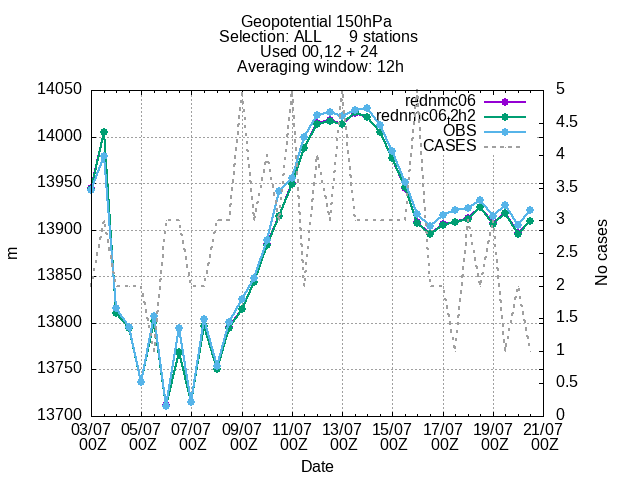 Geopotential 150hPa
Selection: ALL 9 stations
Used 00,12 + 24
Averaging window: 12h
14050
14000
13950
13900
13850
13800
13750
13700
m
5
4.5
4
3.5
3
2.5
2
1.5
1
0.5
0
No cases
rednmc06
rednmc06.2h2
OBS
CASES
03/07 05/07 07/07 09/07 11/07 13/07 15/07 17/07 19/07 21/07
00Z 00Z 00Z 00Z 00Z 00Z 00Z 00Z 00Z 00Z
Date